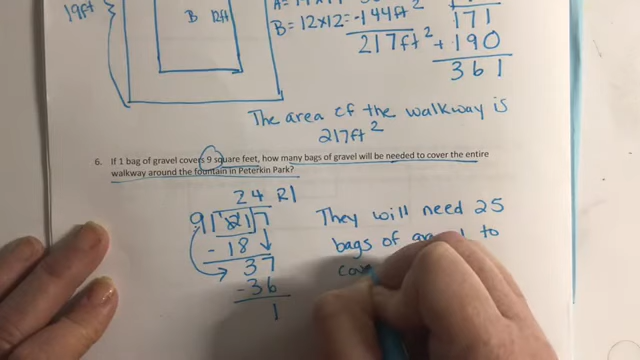 19ft
B 12ft
B = 12x12= -144ft²
217ft²
171
+190
361
The area of the walkway is
217ft²
6. If 1 bag of gravel covers 9 square feet, how many bags of gravel will be needed to cover the entire
walkway around the fountain in Peterkin Park?
24 R1
9 217
-18
37
-36
1
They will need 25
bags of to